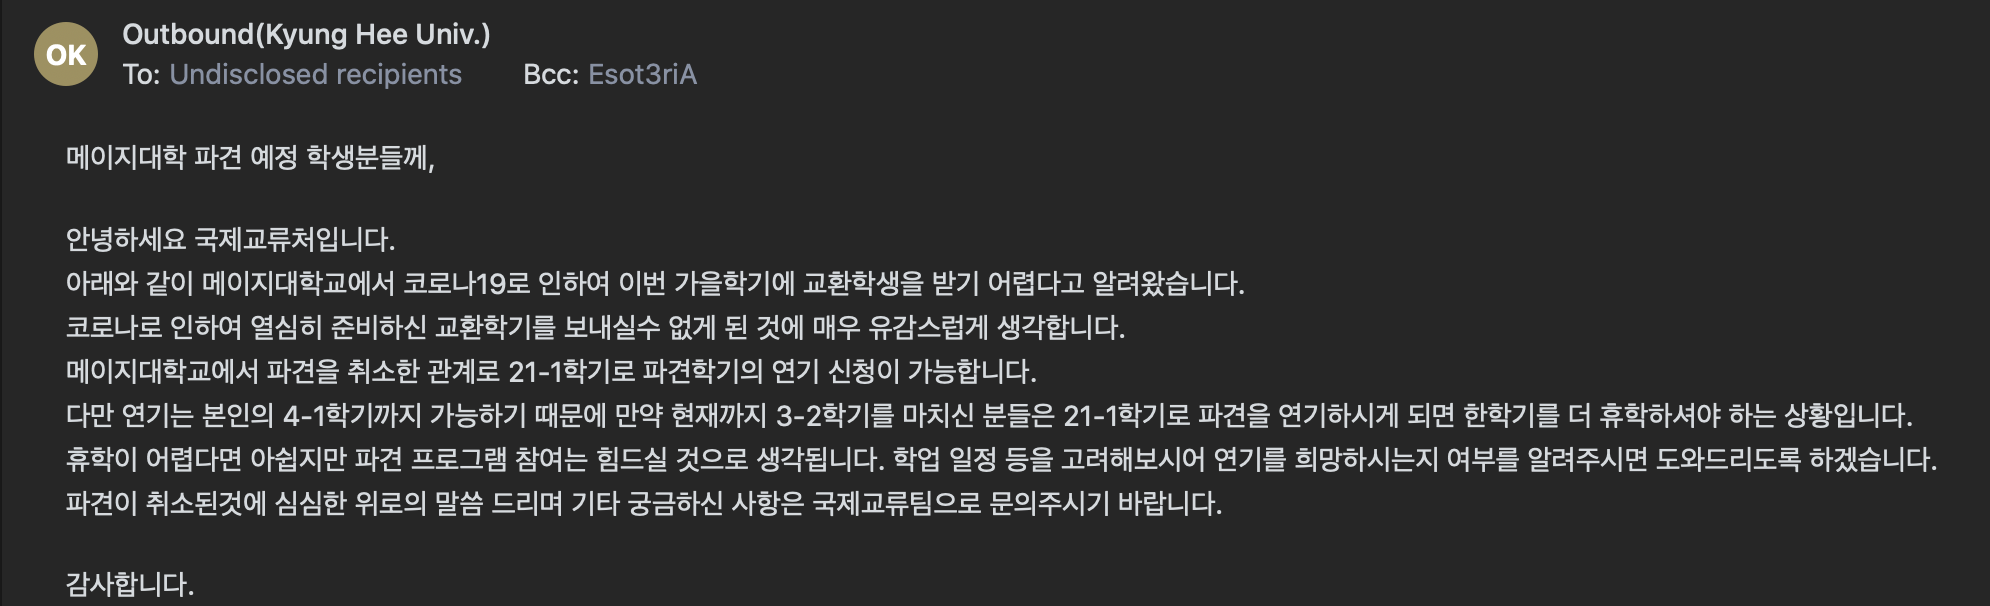 OK
Outbound(Kyung Hee Univ.)
To: Undisclosed recipients Bcc: Esot3riA
메이지대학 파견 예정 학생분들께,
안녕하세요 국제교류처입니다.
아래와 같이 메이지대학교에서 코로나19로 인하여 이번 가을학기에 교환학생을 받기 어렵다고 알려왔습니다.
코로나로 인하여 열심히 준비하신 교환학기를 보내실수 없게 된 것에 매우 유감스럽게 생각합니다.
메이지대학교에서 파견을 취소한 관계로 21-1학기로 파견학기의 연기 신청이 가능합니다.
다만 연기는 본인의 4-1학기까지 가능하기 때문에 만약 현재까지 3-2학기를 마치신 분들은 21-1학기로 파견을 연기하시게 되면 한학기를 더 휴학하셔야 하는 상황입니다.
휴학이 어렵다면 아쉽지만 파견 프로그램 참여는 힘드실 것으로 생각됩니다. 학업 일정 등을 고려해보시어 연기를 희망하시는지 여부를 알려주시면 도와드리도록 하겠습니다.
파견이 취소된것에 심심한 위로의 말씀 드리며 기타 궁금하신 사항은 국제교류팀으로 문의주시기 바랍니다.
감사합니다.